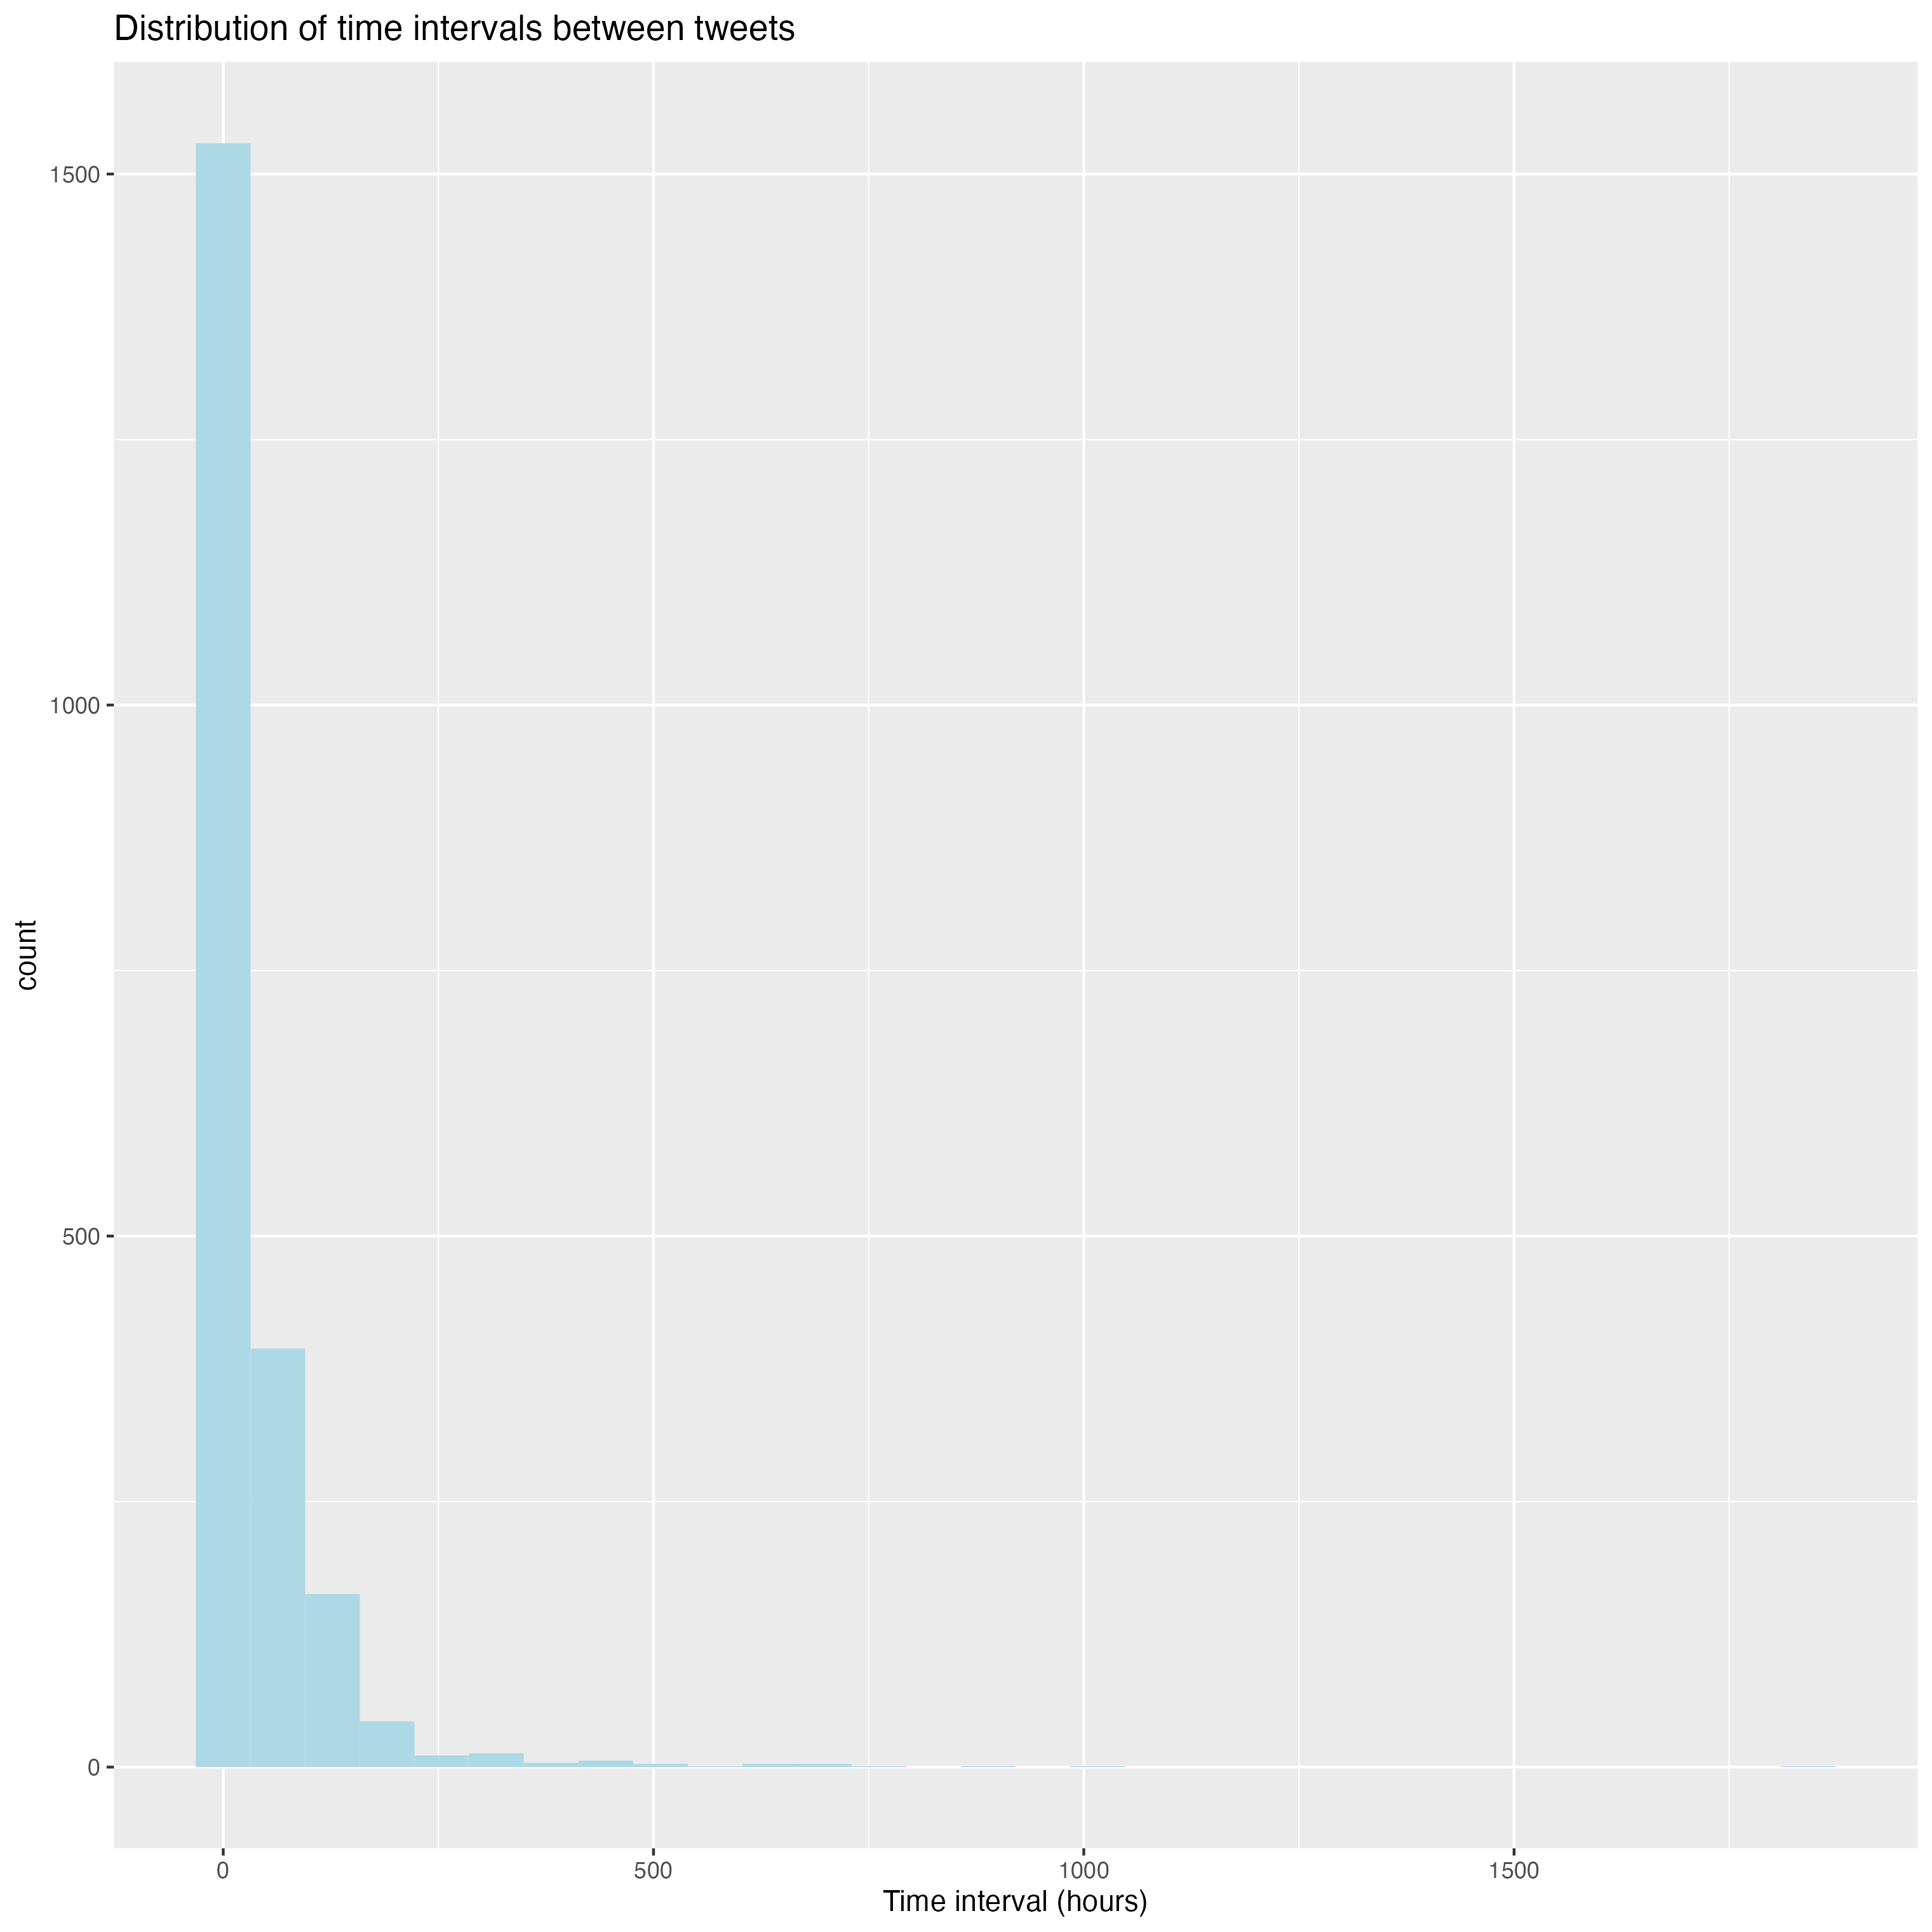 Distribution of time intervals between tweets
1500
1000
500
0
count
0 500 1000 1500
Time interval (hours)